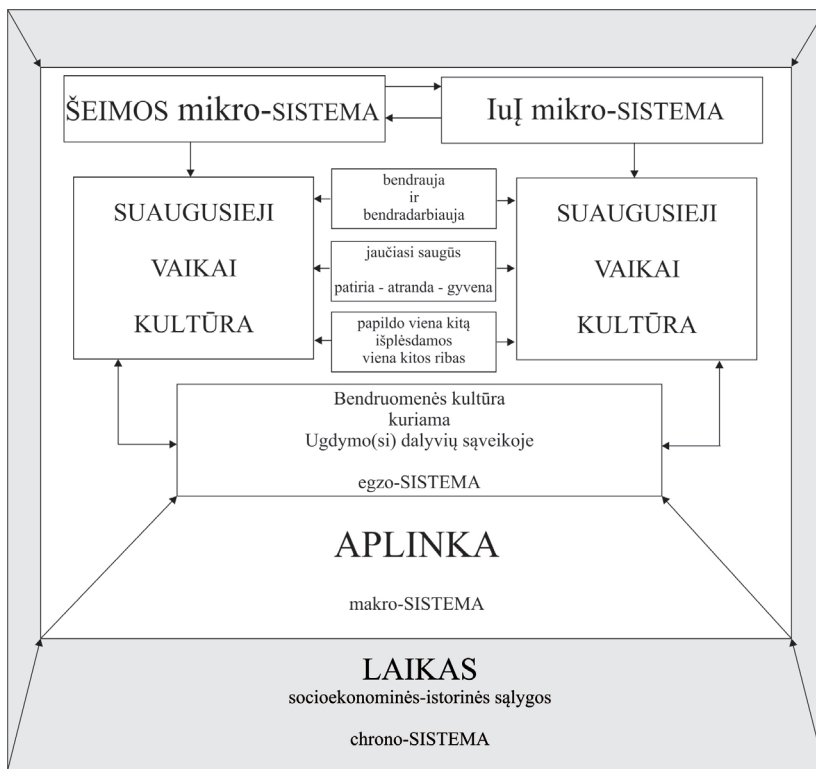 ŠEIMOS mikro-SISTEMA
IuĮ mikro-SISTEMA
SUAUGUSIEJI
VAIKAI
KULTŪRA
bendrauja
ir
bendradarbiauja
jaučiasi saugūs
patiria - atranda - gyvena
papildo viena kitą
išplėsdamos
viena kitos ribas
SUAUGUSIEJI
VAIKAI
KULTŪRA
Bendruomenės kultūra
kuriama
Ugdymo(si) dalyvių sąveikoje
egzo-SISTEMA
APLINKA
makro-SISTEMA
LAIKAS
socioekonominės-istorinės sąlygos
chrono-SISTEMA